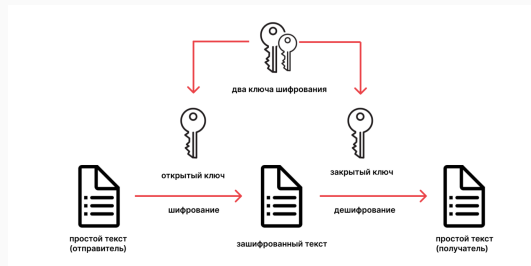 два ключа шифрования
открытый ключ
закрытый ключ
шифрование
дешифрование
простой текст
(отправитель)
зашифрованный текст
простой текст
(получатель)